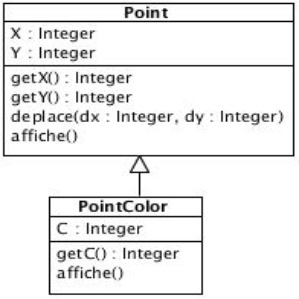 Point
X : Integer
Y : Integer
getX() : Integer
getY() : Integer
deplace(dx : Integer, dy : Integer)
affiche()
PointColor
C : Integer
getC() : Integer
affiche()